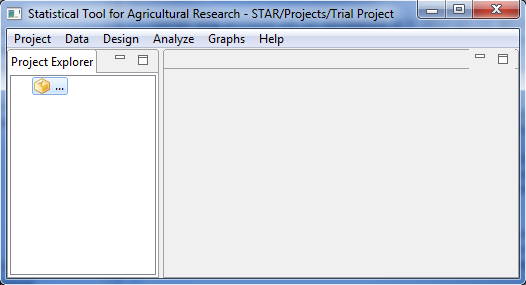 Statistical Tool for Agricultural Research - STAR/Projects/Trial Project
Project Data Design Analyze Graphs Help
Project Explorer
...